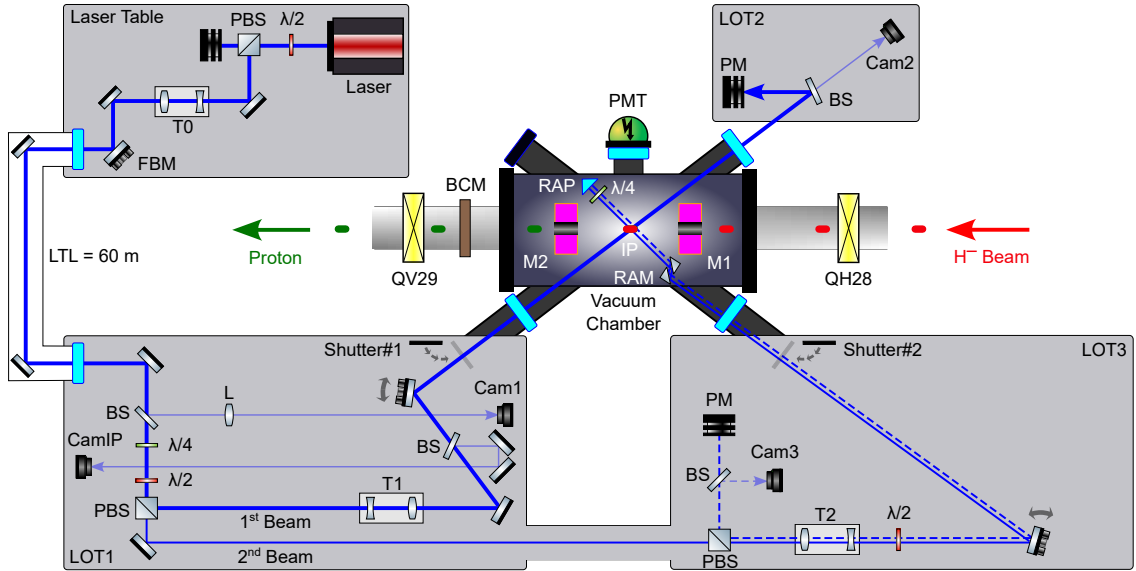 Laser Table
PBS
λ/2
Laser
T0
FBM
LTL = 60 m
LOT2
PM
Cam2
BS
PMT
BCM
RAP
λ/4
IP
M2
M1
RAM
Proton
QV29
QH28
H⁻ Beam
Vacuum
Chamber
Shutter#1
Shutter#2
LOT3
L
Cam1
BS
BS
CamIP
λ/4
λ/2
T1
PBS
1st Beam
2nd Beam
LOT1
PM
BS
Cam3
T2
λ/2
PBS